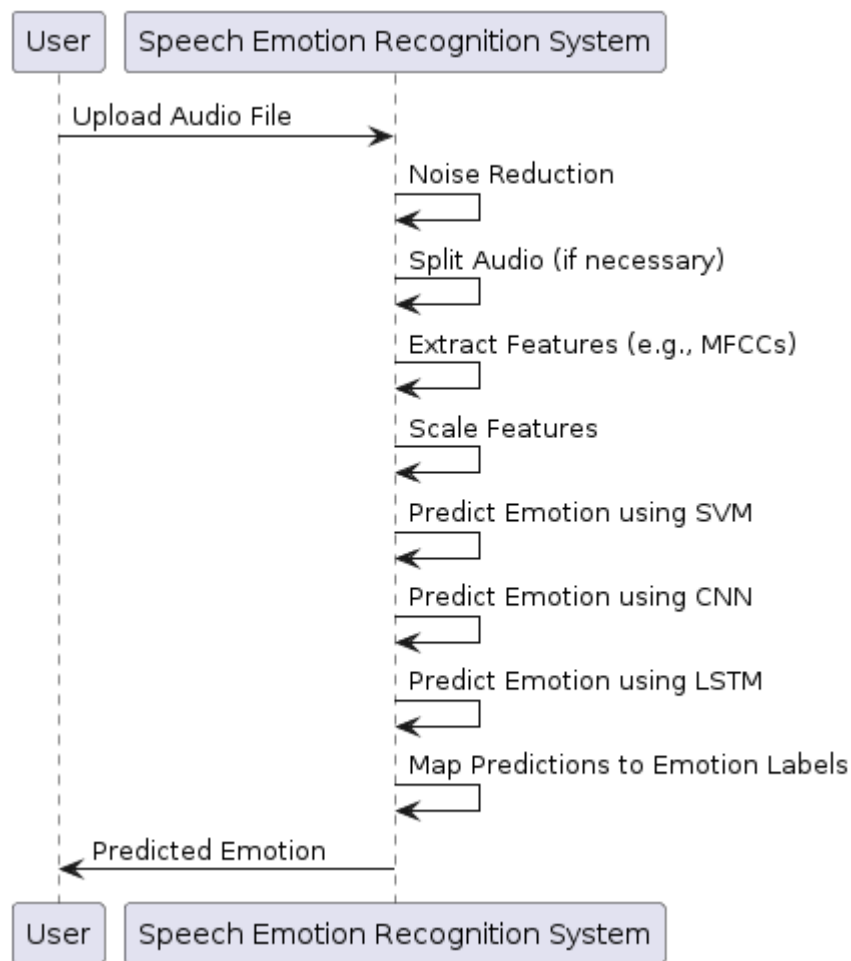 User
Speech Emotion Recognition System
Upload Audio File
Noise Reduction
Split Audio (if necessary)
Extract Features (e.g., MFCCs)
Scale Features
Predict Emotion using SVM
Predict Emotion using CNN
Predict Emotion using LSTM
Map Predictions to Emotion Labels
Predicted Emotion
User
Speech Emotion Recognition System